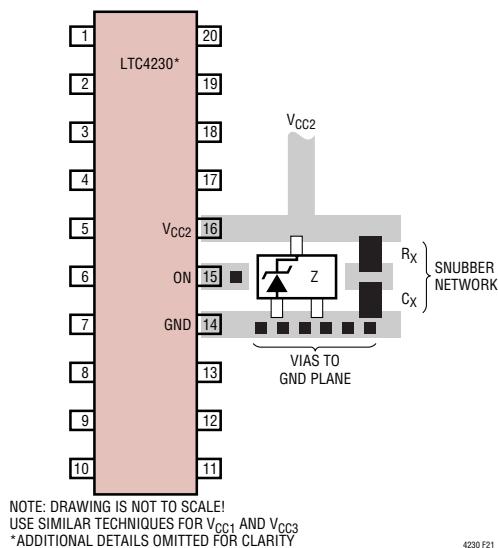 1 20
LTC4230*
2 19
3 18
V_CC2
4 17
5 V_CC2 16
R_X
6 ON 15 Z SNUBBER
NETWORK
C_X
7 GND 14
VIAS TO
GND PLANE
8 13
9 12
10 11
NOTE: DRAWING IS NOT TO SCALE!
USE SIMILAR TECHNIQUES FOR V_CC1 AND V_CC3
*ADDITIONAL DETAILS OMITTED FOR CLARITY
4230 F21